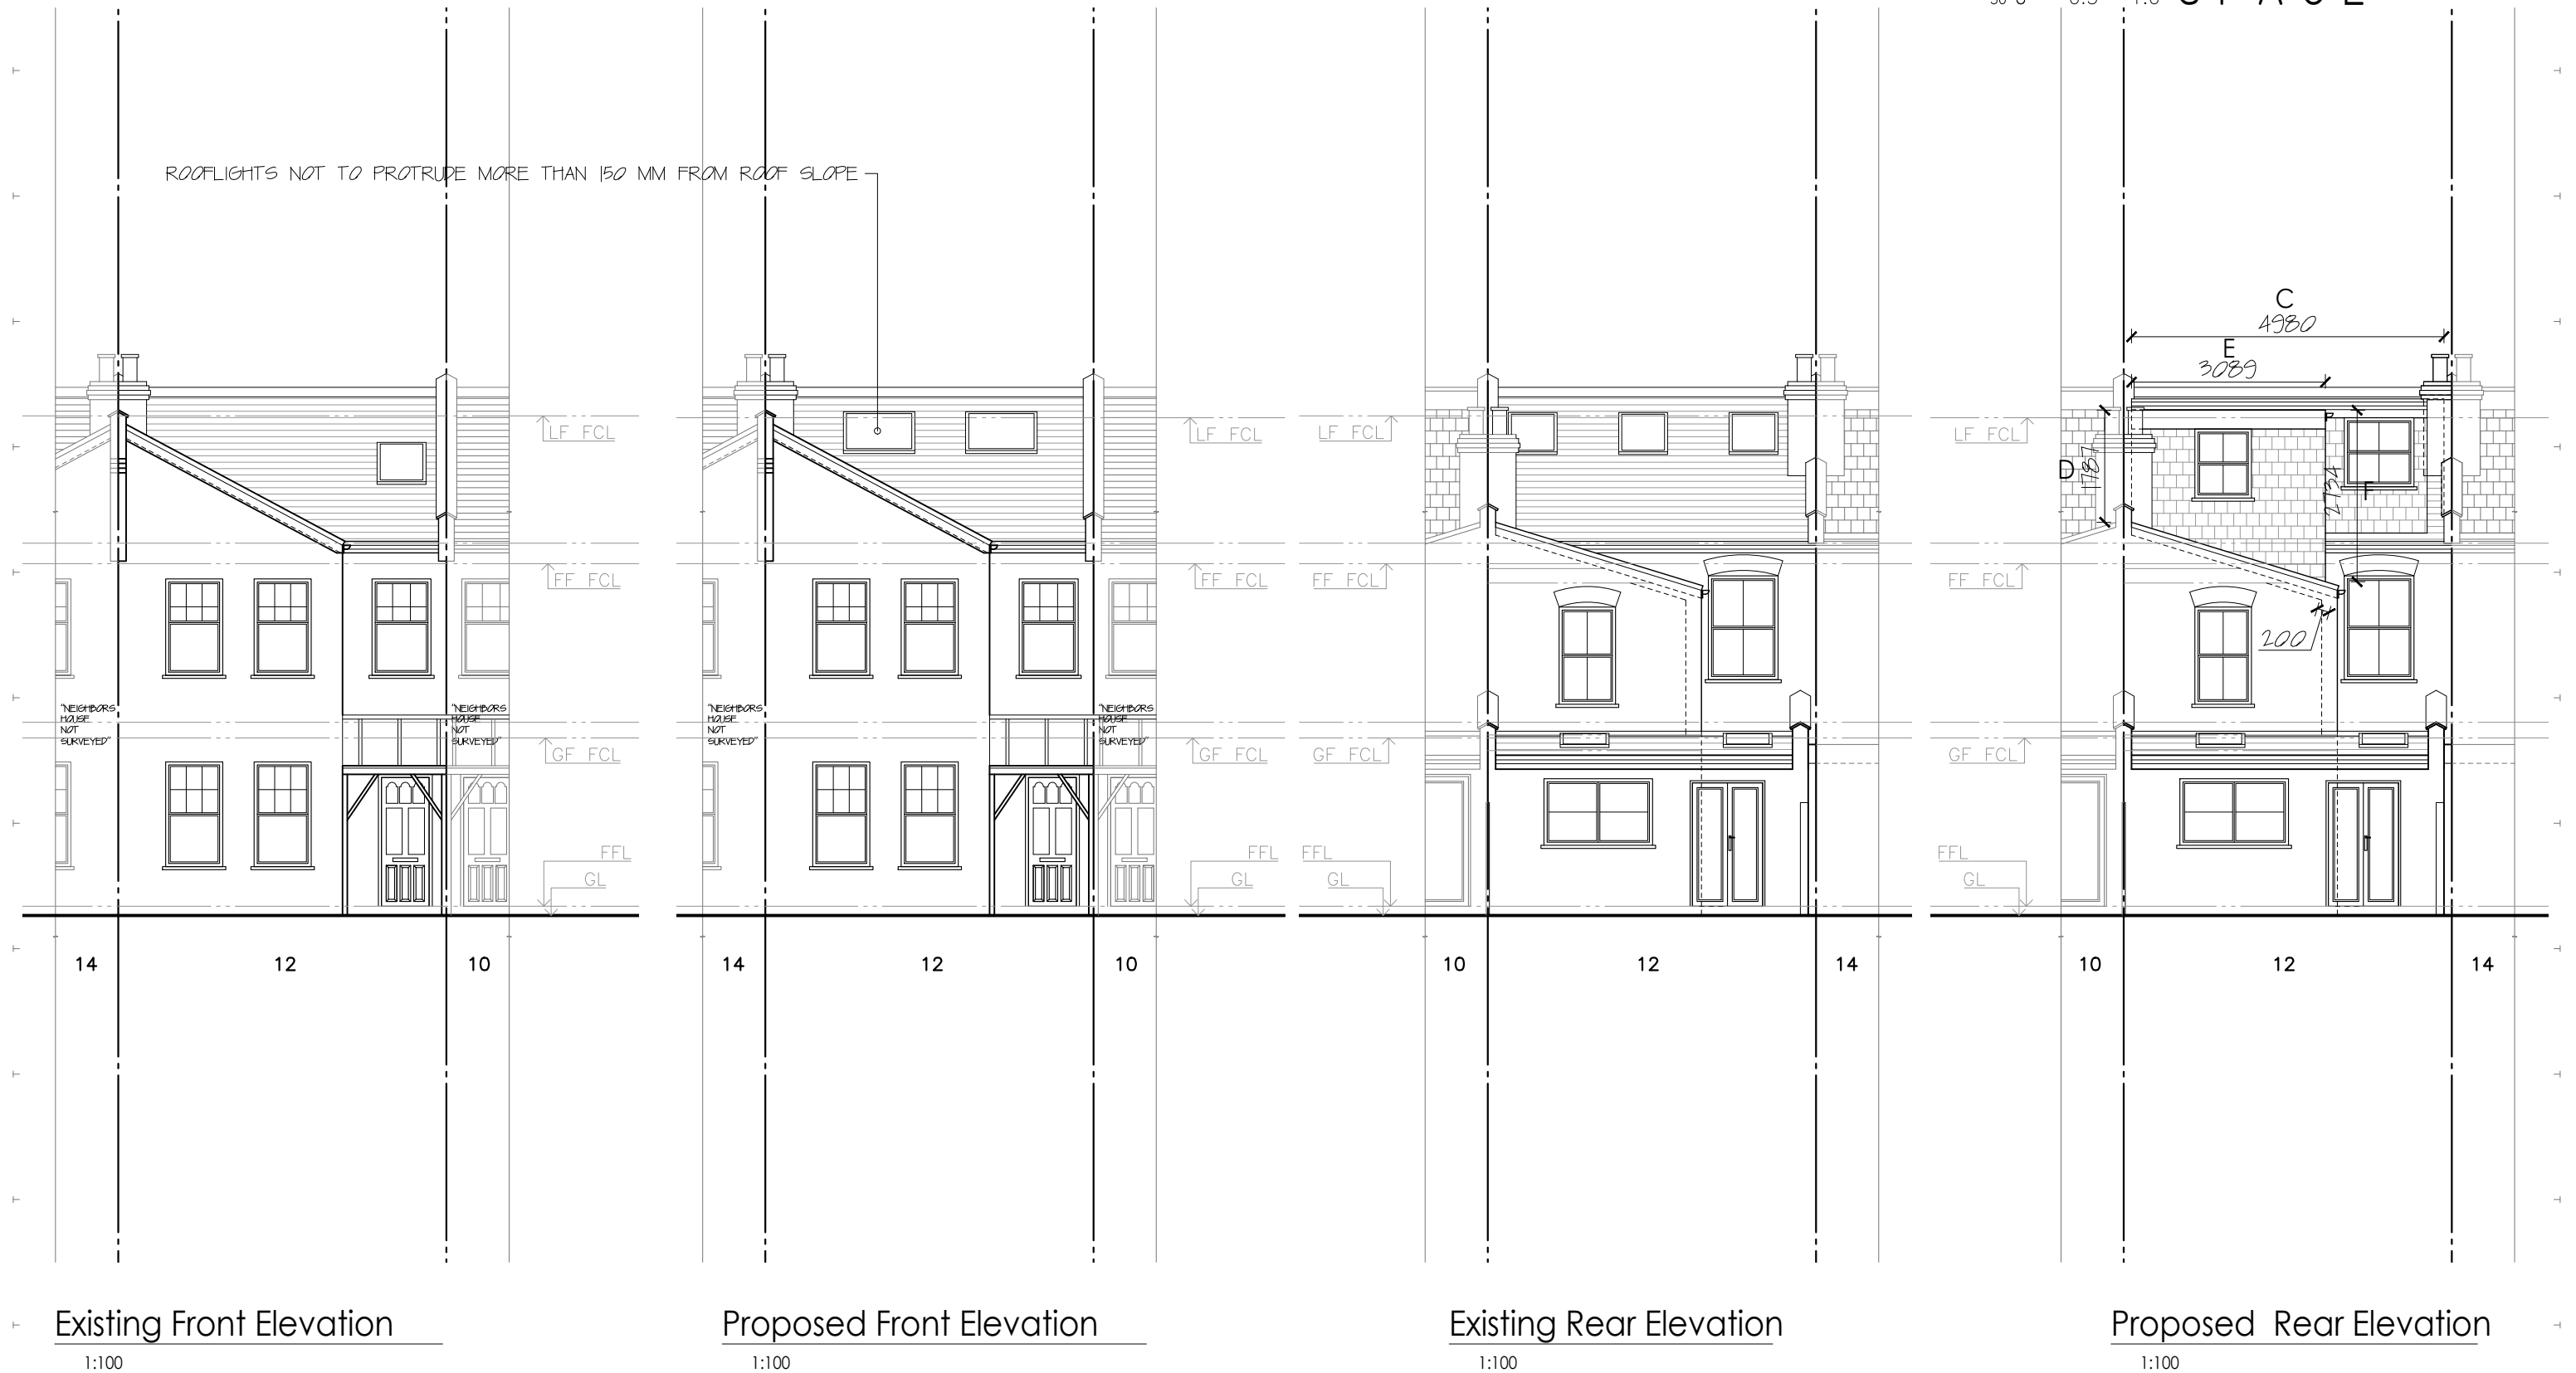 S P A C E
ROOFLIGHTS NOT TO PROTRUDE MORE THAN 150 MM FROM ROOF SLOPE
C
4980
E
3089
LF FCL
LF FCL
LF FCL
LF FCL
D
1787
2734
F
FF FCL
FF FCL
FF FCL
FF FCL
200
"NEIGHBORS
HOUSE
NOT
SURVEYED"
"NEIGHBORS
HOUSE
NOT
SURVEYED"
"NEIGHBORS
HOUSE
NOT
SURVEYED"
"NEIGHBORS
HOUSE
NOT
SURVEYED"
GF FCL
GF FCL
GF FCL
GF FCL
FFL
FFL
FFL
FFL
GL
GL
GL
GL
14 12 10
14 12 10
10 12 14
10 12 14
Existing Front Elevation
1:100
Proposed Front Elevation
1:100
Existing Rear Elevation
1:100
Proposed Rear Elevation
1:100